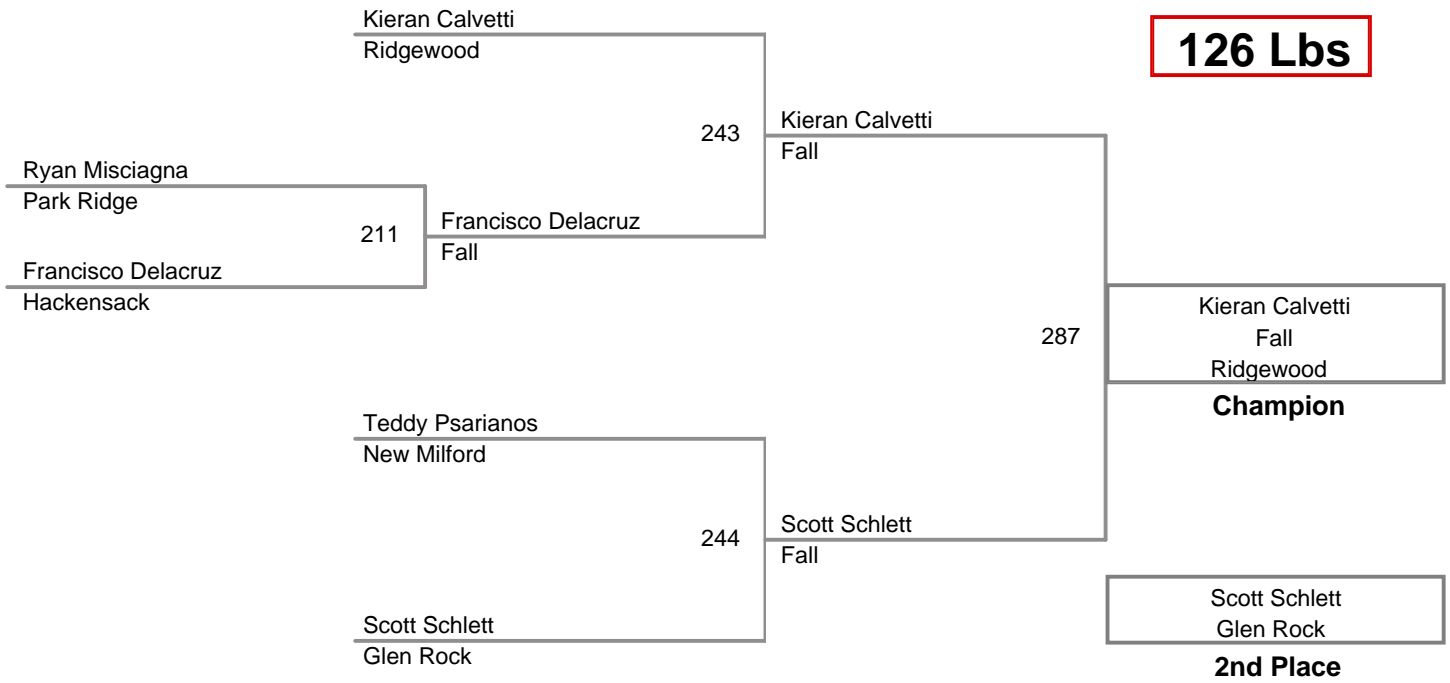 Kieran Calvetti
Ridgewood
126 Lbs
243
Kieran Calvetti
Fall
Ryan Misciagna
Park Ridge
211
Francisco Delacruz
Fall
Francisco Delacruz
Hackensack
287
Kieran Calvetti
Fall
Ridgewood
Champion
Teddy Psarianos
New Milford
244
Scott Schlett
Fall
Scott Schlett
Glen Rock
Scott Schlett
Glen Rock
2nd Place